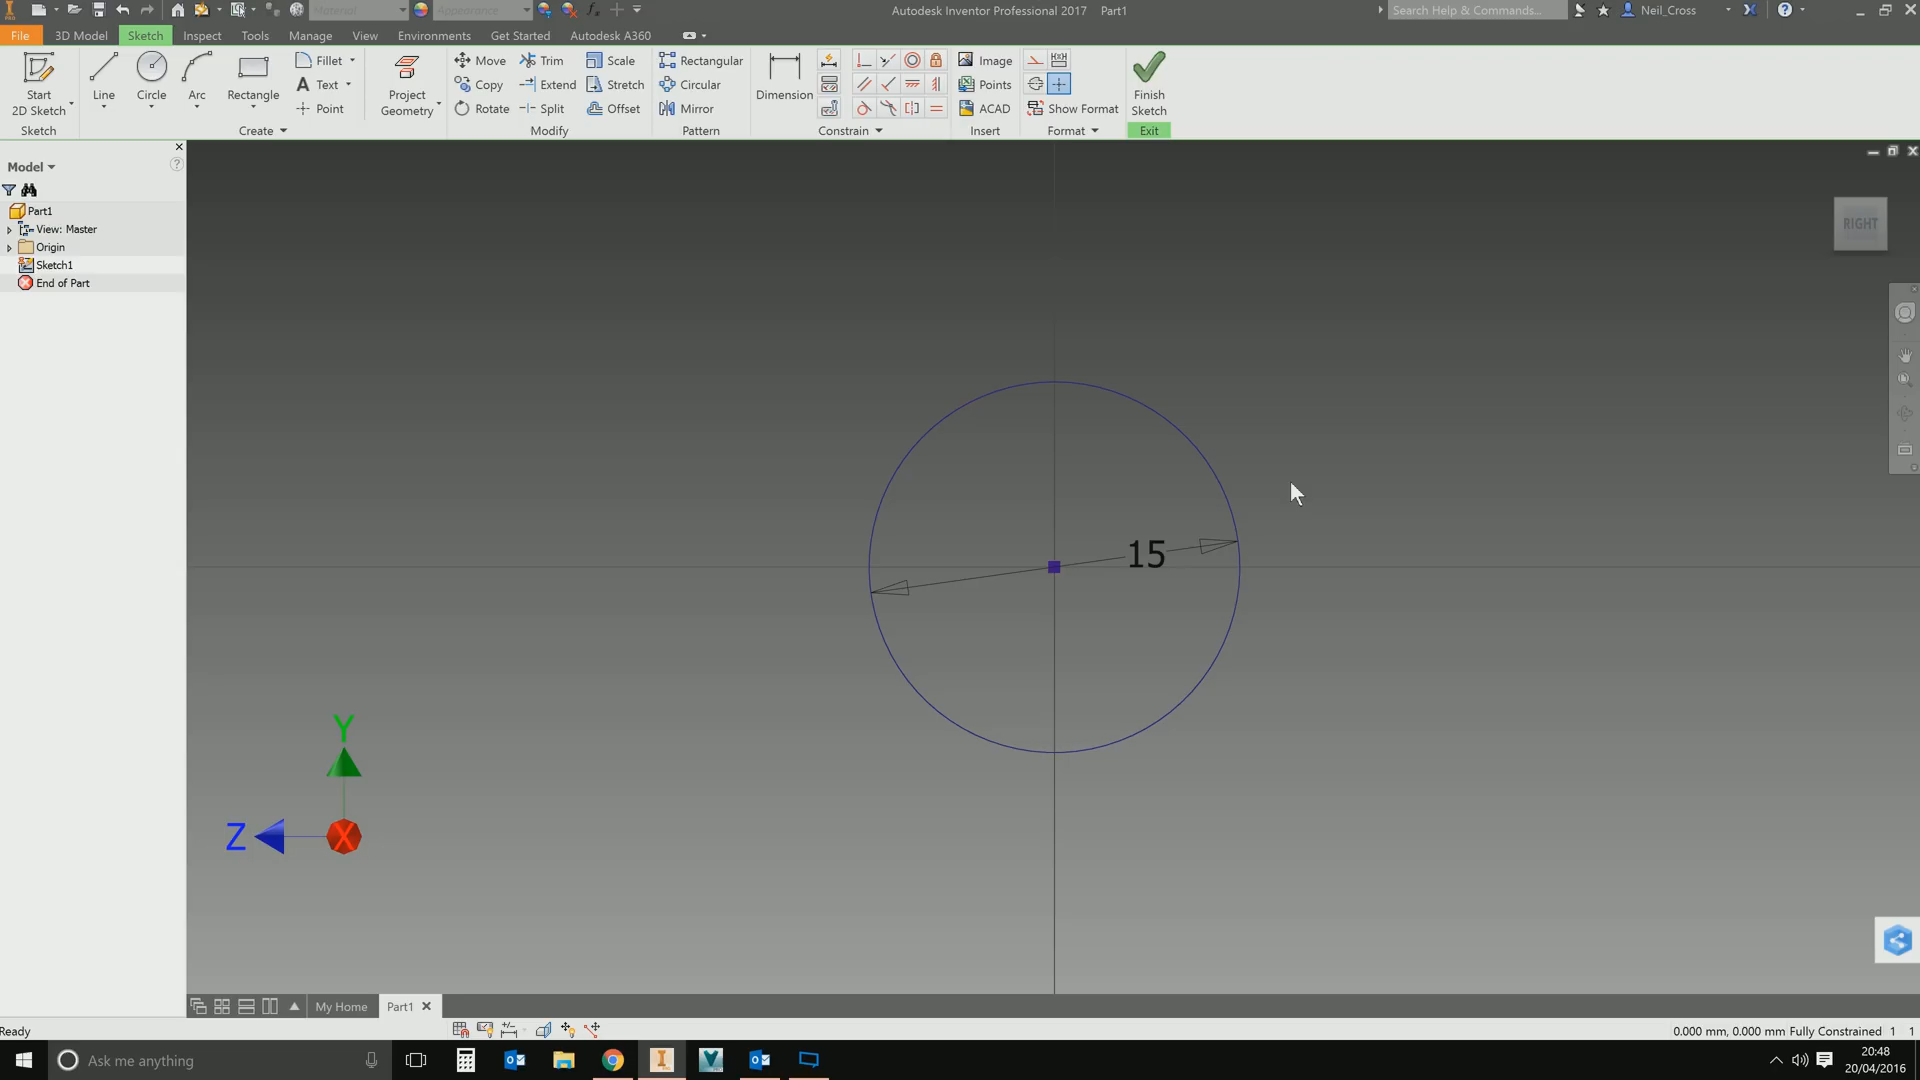 Material
Appearance
Autodesk Inventor Professional 2017 Part1
Search Help & Commands...
Neil_Cross
PRO
File
3D Model
Sketch
Inspect
Tools
Manage
View
Environments
Get Started
Autodesk A360
Start
2D Sketch
Line
Circle
Arc
Rectangle
Fillet
Text
Point
Project
Geometry
Move
Copy
Rotate
Trim
Extend
Split
Scale
Stretch
Offset
Rectangular
Circular
Mirror
Dimension
Image
Points
ACAD
Show Format
Finish
Sketch
Sketch
Create
Modify
Pattern
Constrain
Insert
Format
Exit
Model
Part1
View: Master
Origin
Sketch1
End of Part
RIGHT
15
Y
Z
X
My Home
Part1
Ready
0.000 mm, 0.000 mm Fully Constrained 1 1
Ask me anything
20:48
20/04/2016